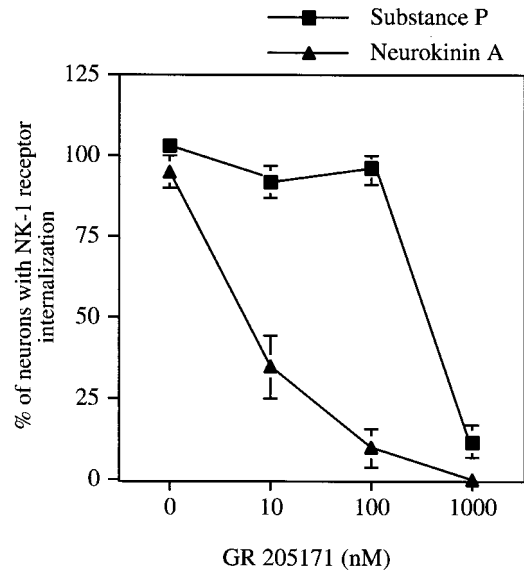 Substance P
Neurokinin A
% of neurons with NK-1 receptor
internalization
125
100
75
50
25
0
0 10 100 1000
GR 205171 (nM)